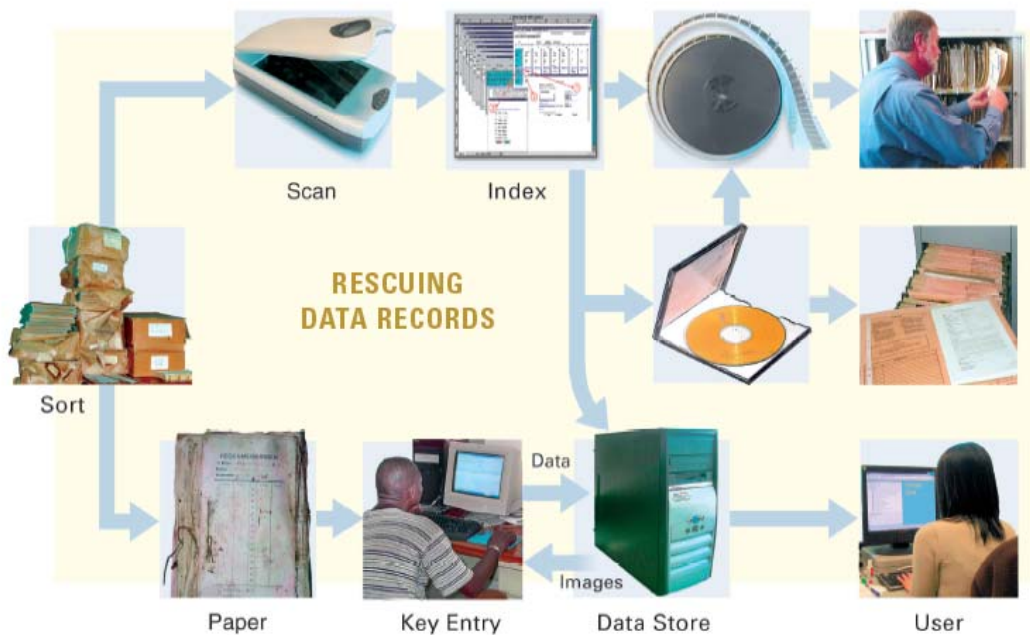 Scan
Index
RESCUING
DATA RECORDS
Sort
Data
Images
Paper
Key Entry
Data Store
User